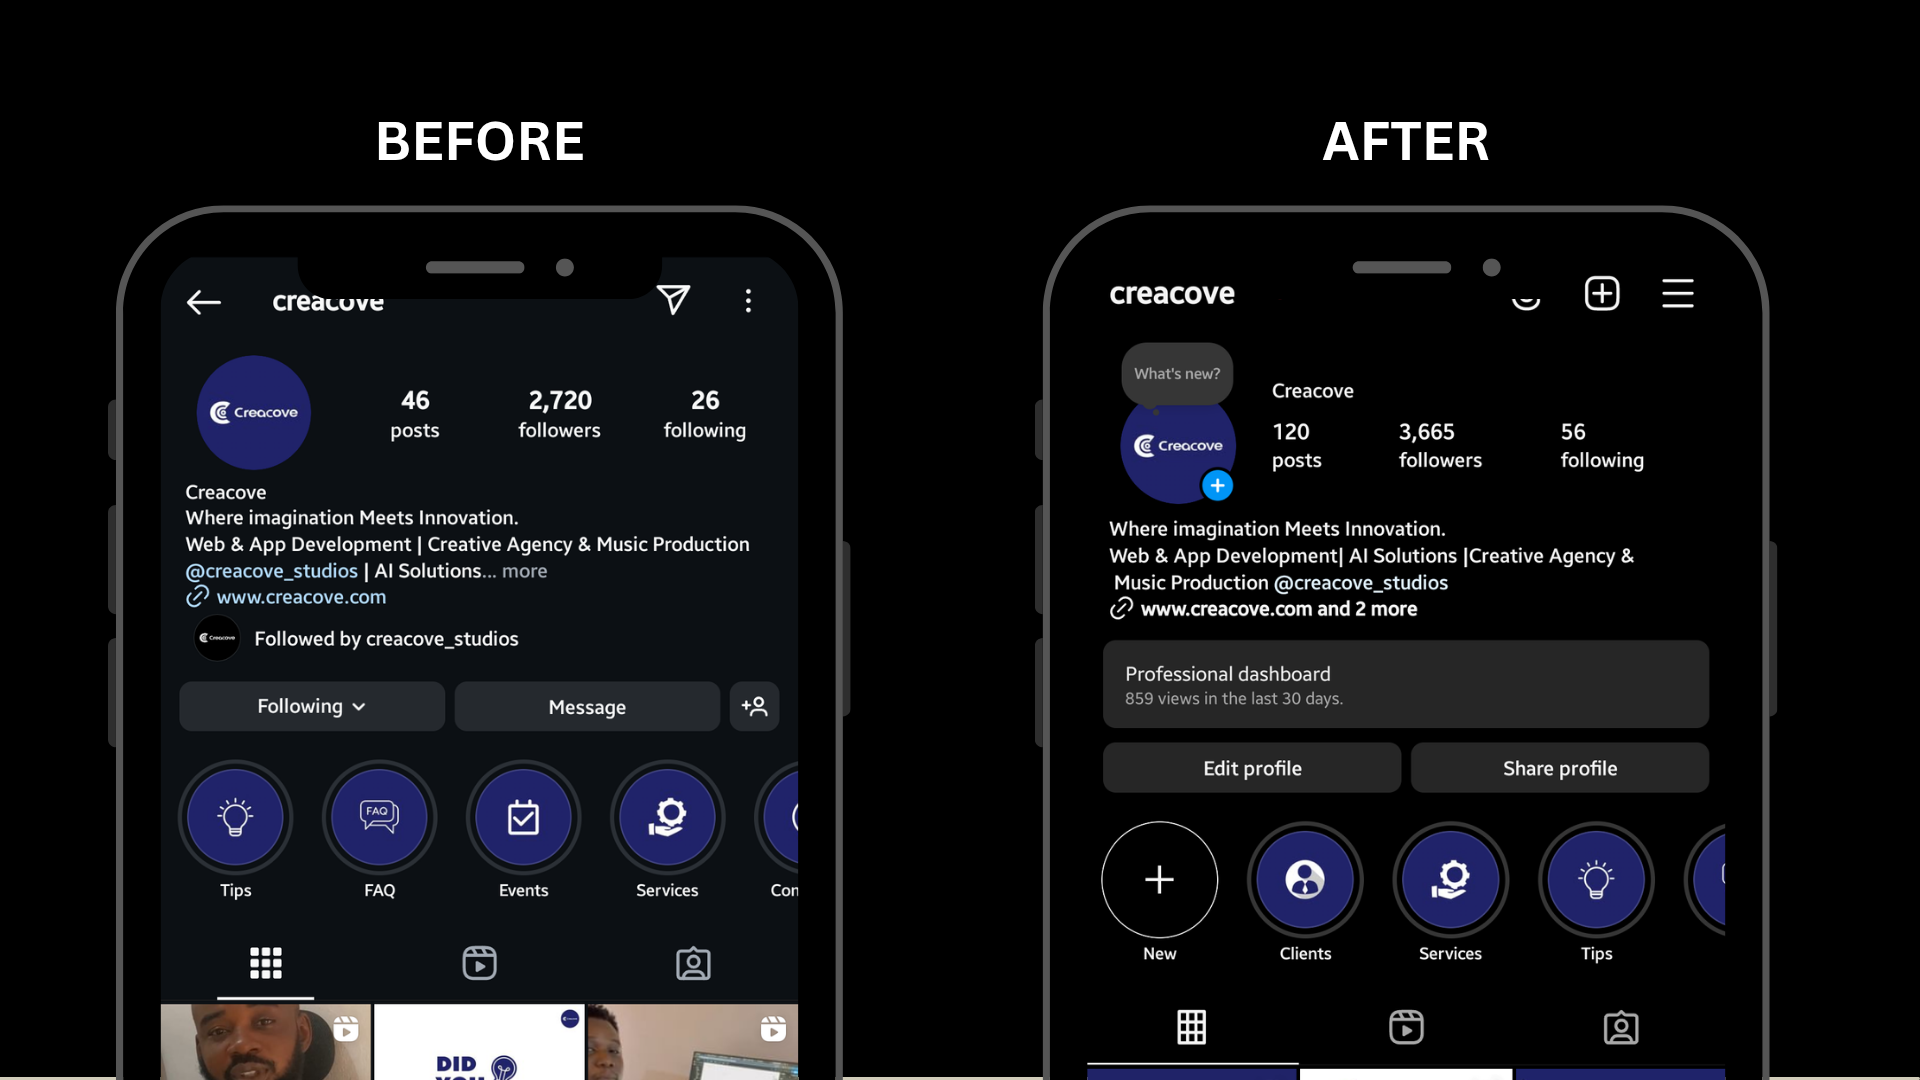 BEFORE
creacove
Creacove
46
posts
2,720
followers
26
following
Creacove
Where imagination Meets Innovation.
Web & App Development | Creative Agency & Music Production
@creacove_studios | AI Solutions... more
www.creacove.com
Creacove
Followed by creacove_studios
Following
Message
FAQ
Tips
FAQ
Events
Services
Con
DID
YOU
AFTER
creacove
What's new?
Creacove
Creacove
120
posts
3,665
followers
56
following
Where imagination Meets Innovation.
Web & App Development| AI Solutions |Creative Agency &
Music Production @creacove_studios
www.creacove.com and 2 more
Professional dashboard
859 views in the last 30 days.
Edit profile
Share profile
New
Clients
Services
Tips